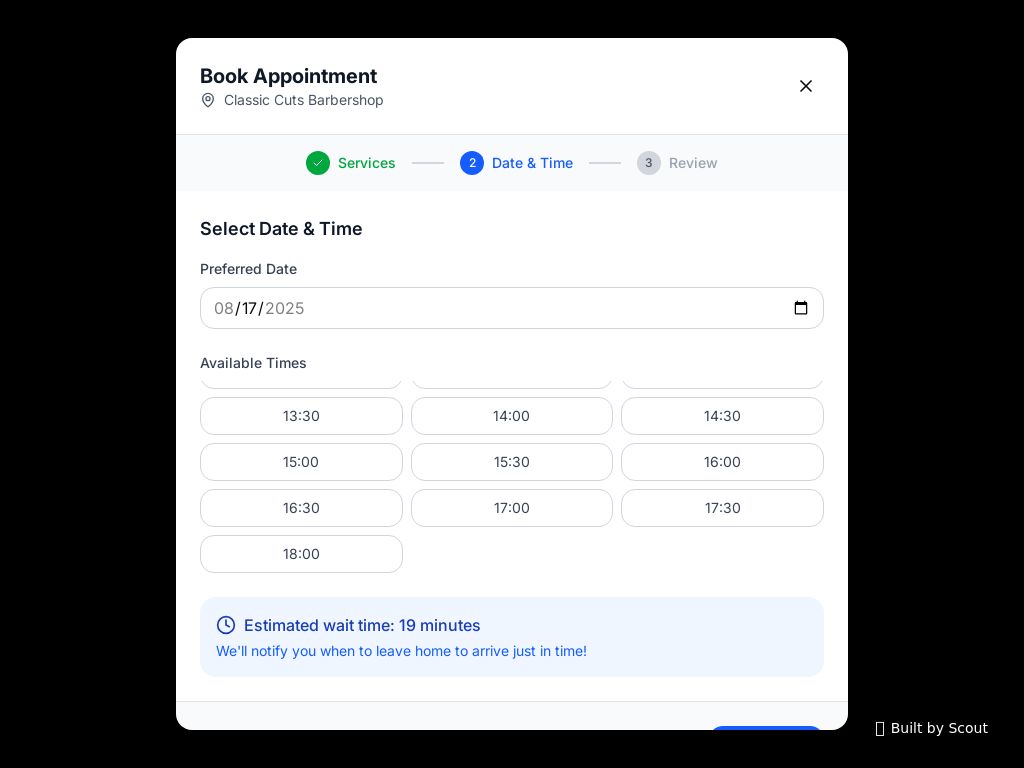 Book Appointment
Classic Cuts Barbershop
Services
2 Date & Time
3 Review
Select Date & Time
Preferred Date
08/17/2025
Available Times
13:30 14:00 14:30
15:00 15:30 16:00
16:30 17:00 17:30
18:00
Estimated wait time: 19 minutes
We'll notify you when to leave home to arrive just in time!
Built by Scout